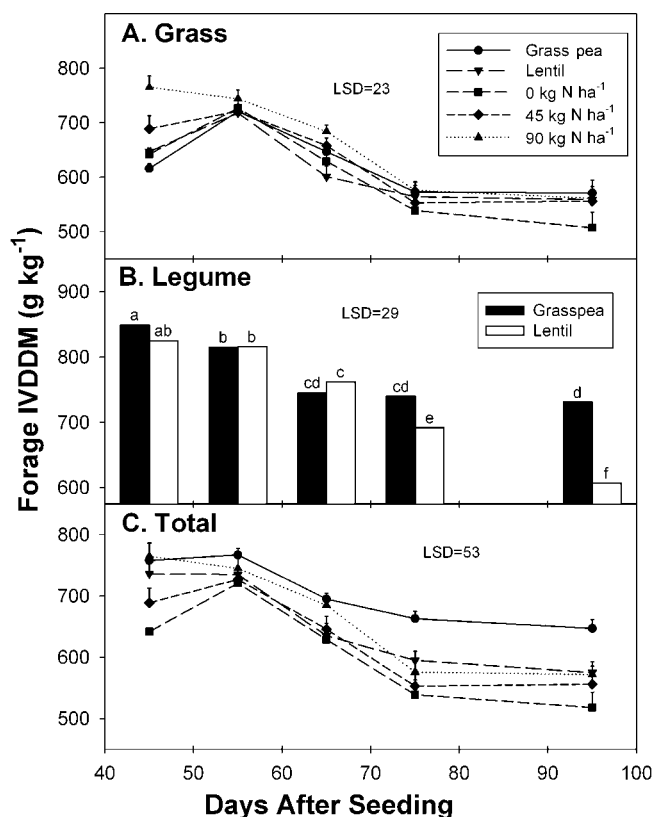 A. Grass
LSD=23
Grass pea
Lentil
0 kg N ha⁻¹
45 kg N ha⁻¹
90 kg N ha⁻¹
800
700
600
500
B. Legume
LSD=29
Grasspea
Lentil
900
800
700
600
a
ab
b
b
cd
c
cd
e
d
f
Forage IVDDM (g kg⁻¹)
C. Total
LSD=53
800
700
600
500
40
50
60
70
80
90
100
Days After Seeding